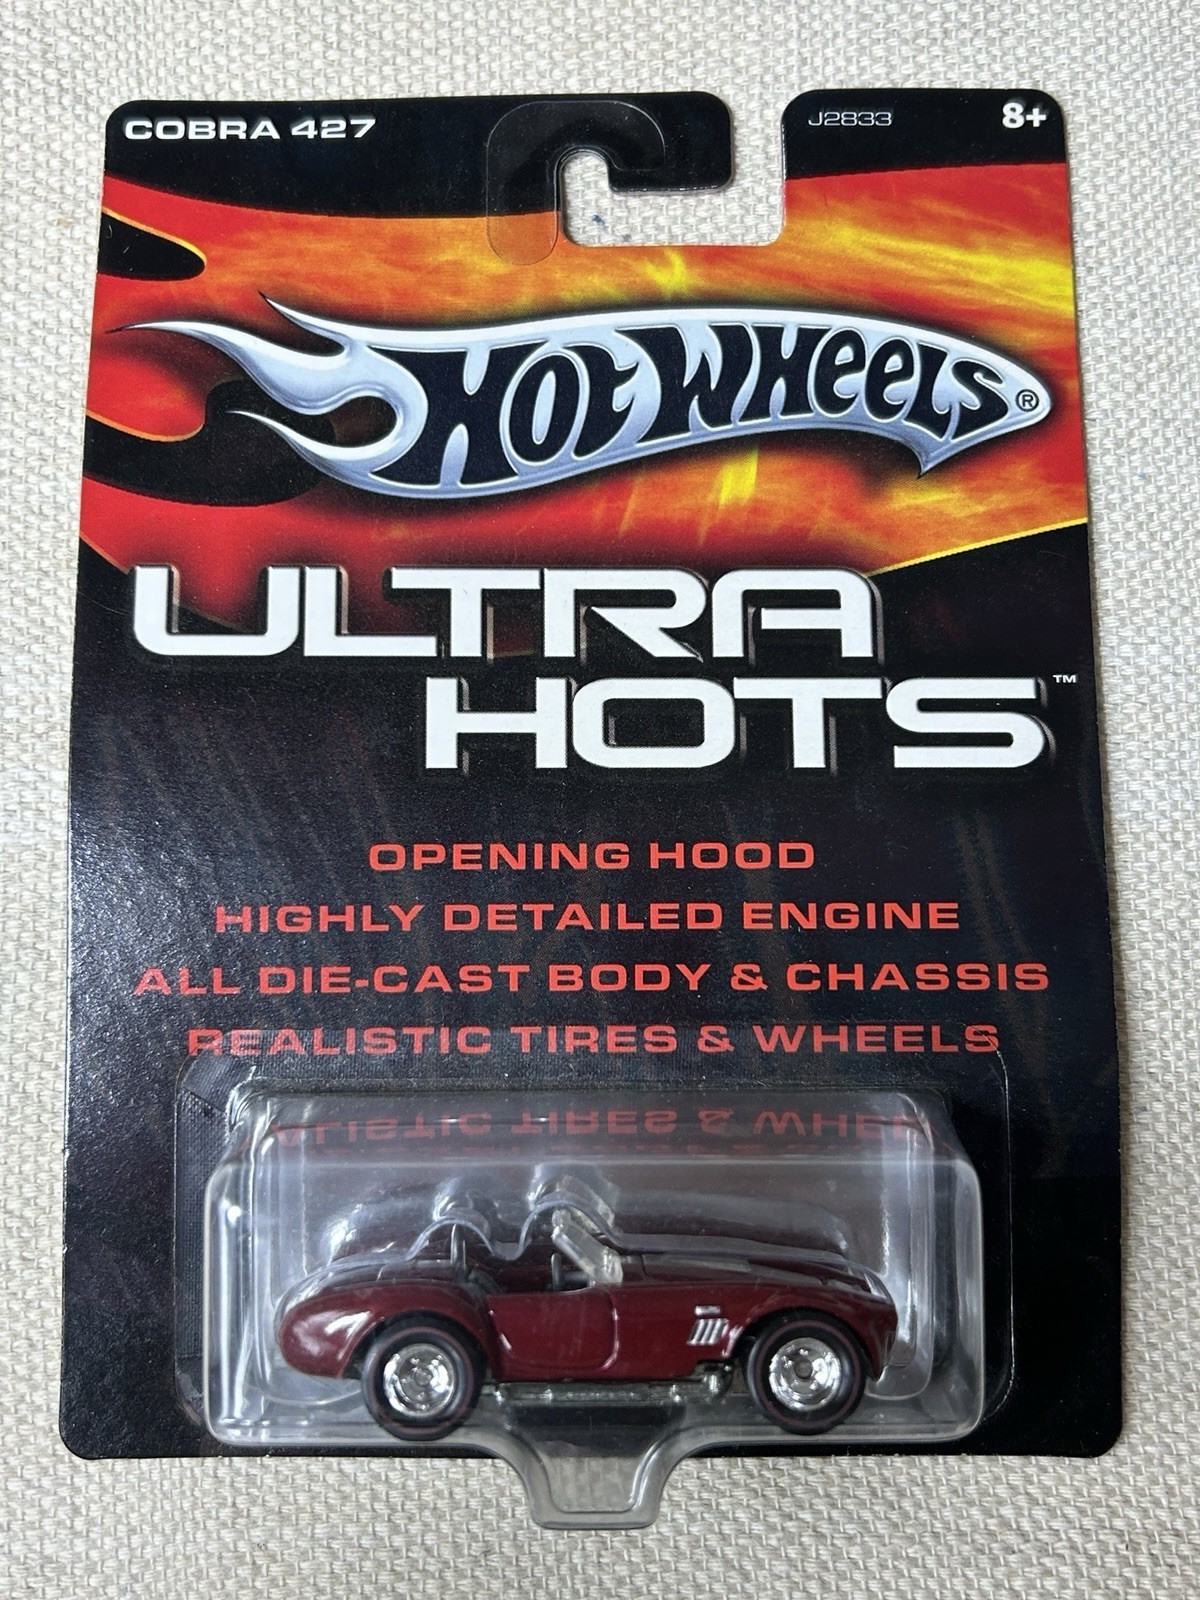 COBRA 427
J2833
8+
HOT WHEELS®
ULTRA
HOTS™
OPENING HOOD
HIGHLY DETAILED ENGINE
ALL DIE-CAST BODY & CHASSIS
REALISTIC TIRES & WHEELS